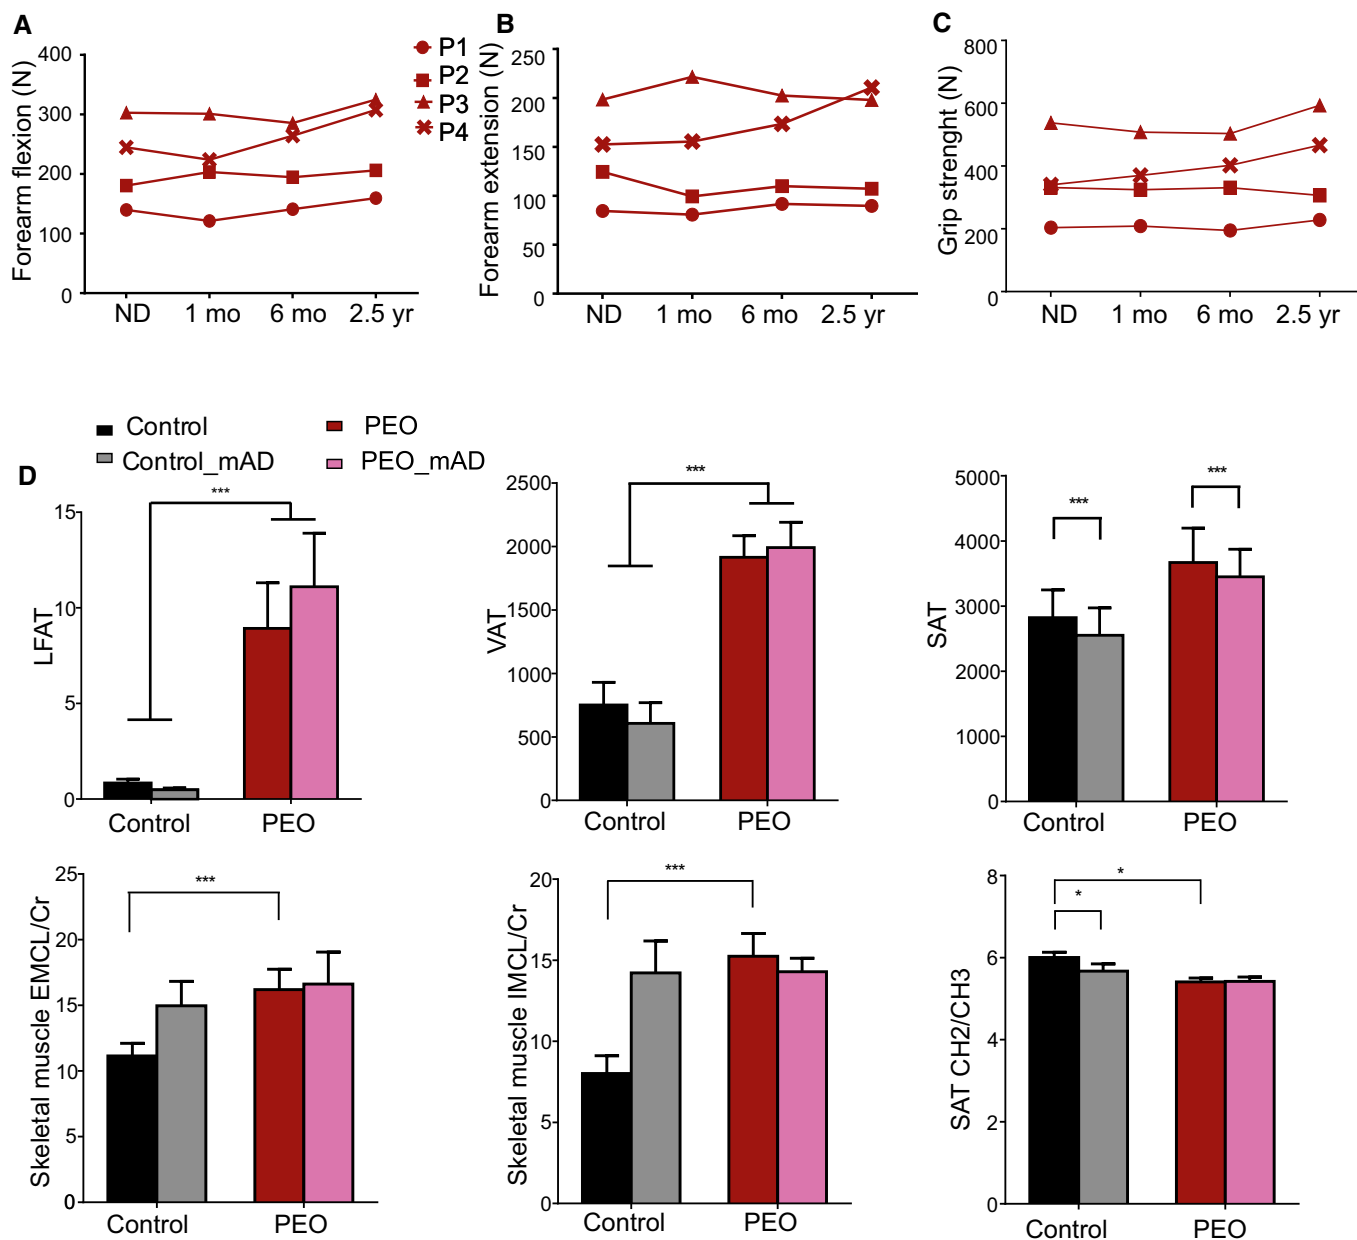 A
Forearm flexion (N)
400
300
200
100
0
ND 1 mo 6 mo 2.5 yr
P1
P2
P3
P4
B
Forearm extension (N)
250
200
150
100
50
0
ND 1 mo 6 mo 2.5 yr
C
Grip strenght (N)
800
600
400
200
0
ND 1 mo 6 mo 2.5 yr
Control
Control_mAD
PEO
PEO_mAD
D
LFAT
15
10
5
0
***
Control PEO
VAT
2500
2000
1500
1000
500
0
***
Control PEO
SAT
5000
4000
3000
2000
1000
0
***
***
Control PEO
Skeletal muscle EMCL/Cr
25
20
15
10
5
0
***
Control PEO
Skeletal muscle IMCL/Cr
20
15
10
5
0
***
Control PEO
SAT CH2/CH3
8
6
4
2
0
*
*
Control PEO